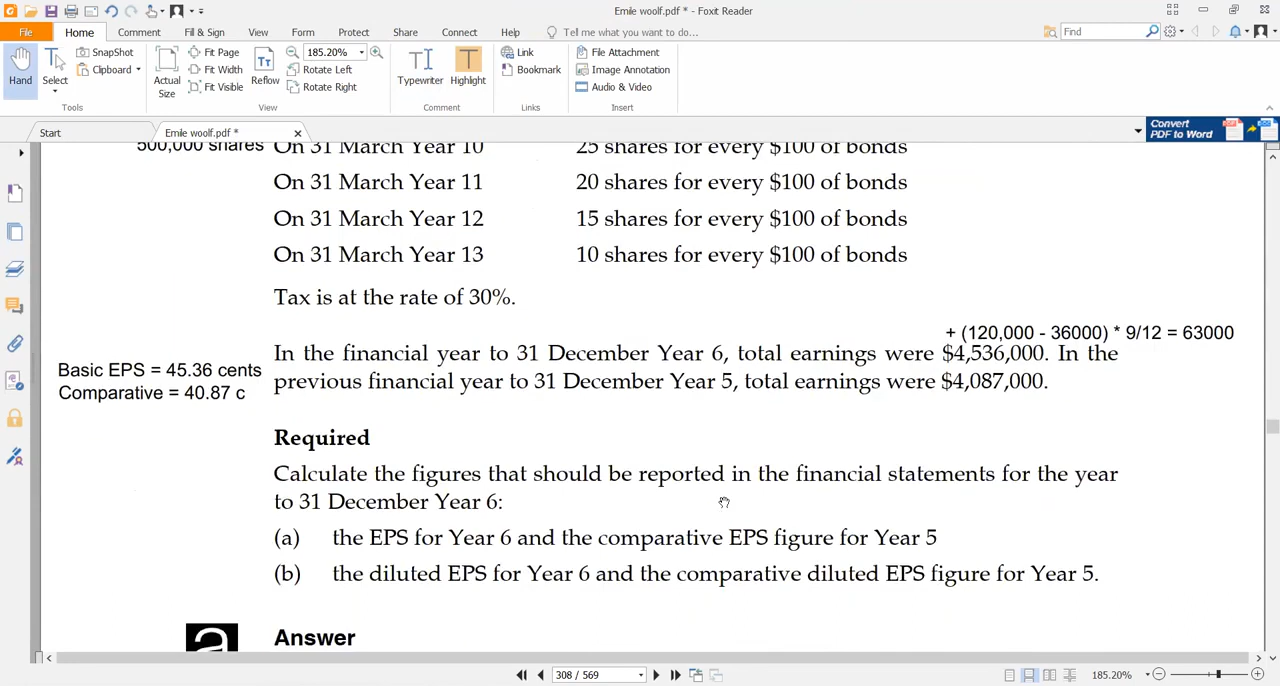 Emile woolf.pdf * - Foxit Reader
File Home Comment Fill & Sign View Form Protect Share Connect Help Tell me what you want to do... Find
Hand Select SnapShot Clipboard Actual Size Fit Page Fit Width Fit Visible Reflow 185.20% Rotate Left Rotate Right Typewriter Highlight Link Bookmark File Attachment Image Annotation Audio & Video
Tools View Comment Links Insert
Start Emile woolf.pdf * Convert PDF to Word
500,000 shares On 31 March Year 10 25 shares for every $100 of bonds
On 31 March Year 11 20 shares for every $100 of bonds
On 31 March Year 12 15 shares for every $100 of bonds
On 31 March Year 13 10 shares for every $100 of bonds
Tax is at the rate of 30%.
+ (120,000 - 36000) * 9/12 = 63000
In the financial year to 31 December Year 6, total earnings were $4,536,000. In the
Basic EPS = 45.36 cents
previous financial year to 31 December Year 5, total earnings were $4,087,000.
Comparative = 40.87 c
Required
Calculate the figures that should be reported in the financial statements for the year
to 31 December Year 6:
(a) the EPS for Year 6 and the comparative EPS figure for Year 5
(b) the diluted EPS for Year 6 and the comparative diluted EPS figure for Year 5.
a Answer
308 / 569 185.20%